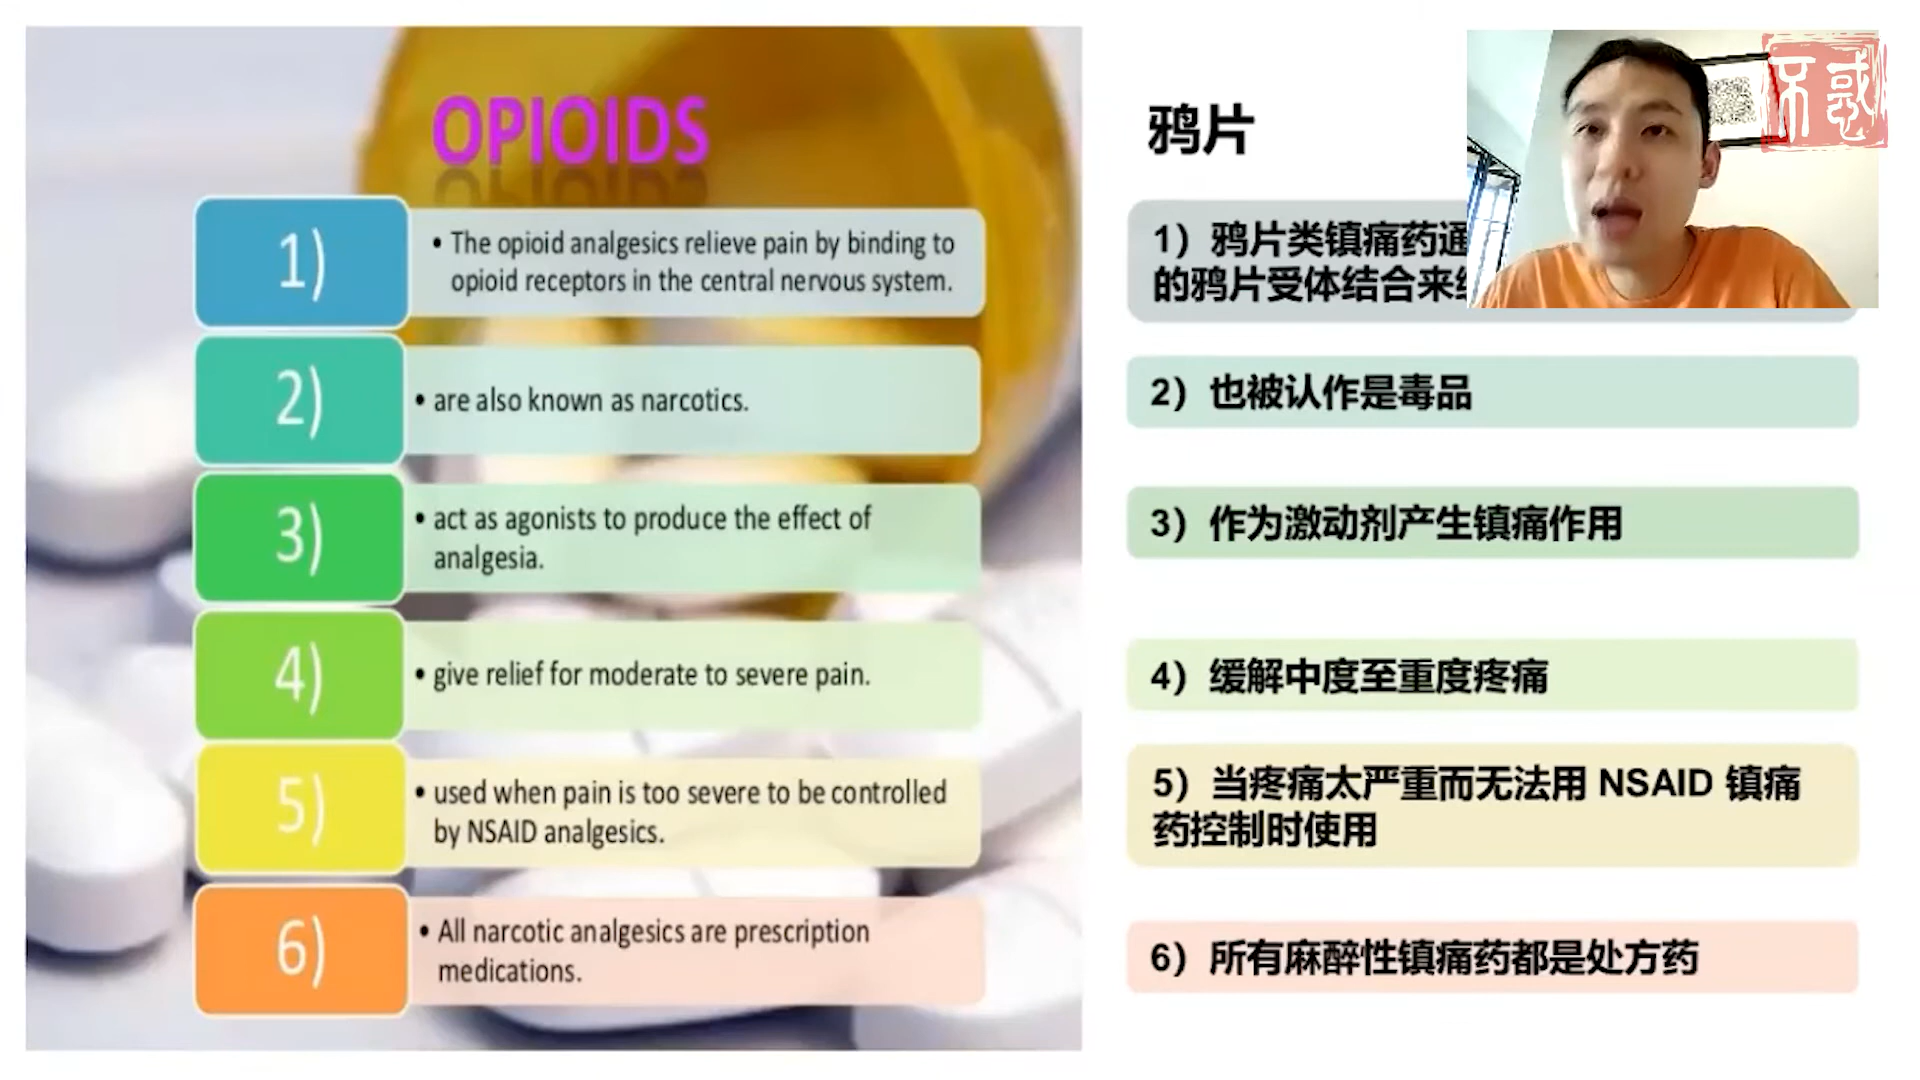 OPIOIDS
1)
• The opioid analgesics relieve pain by binding to
opioid receptors in the central nervous system.
2)
• are also known as narcotics.
3)
• act as agonists to produce the effect of
analgesia.
4)
• give relief for moderate to severe pain.
5)
• used when pain is too severe to be controlled
by NSAID analgesics.
6)
• All narcotic analgesics are prescription
medications.
鸦片
1）鸦片类镇痛药通
的鸦片受体结合来
2）也被认作是毒品
3）作为激动剂产生镇痛作用
4）缓解中度至重度疼痛
5）当疼痛太严重而无法用 NSAID 镇痛
药控制时使用
6）所有麻醉性镇痛药都是处方药
不惑